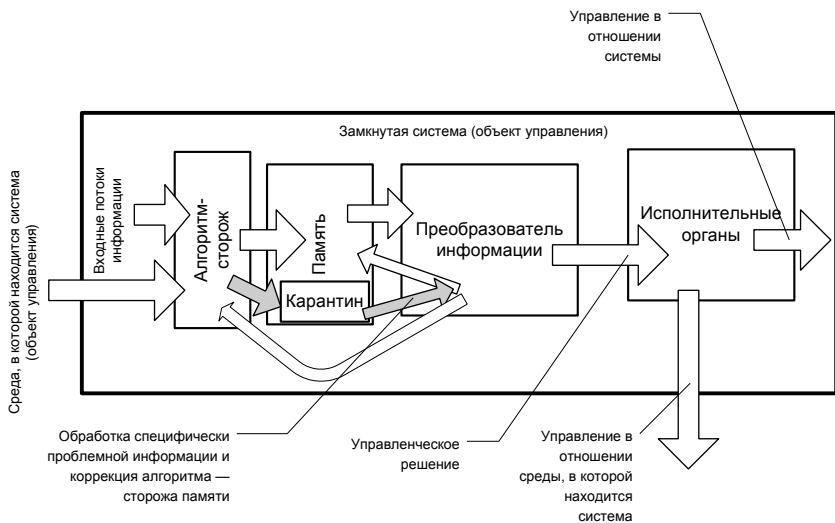 Управление в
отношении
системы
Замкнутая система (объект управления)
Среда, в которой находится система
(объект управления)
Входные потоки
информации
Алгоритм-
сторож
Память
Карантин
Преобразователь
информации
Исполнительные
органы
Обработка специфически
проблемной информации и
коррекция алгоритма —
сторожа памяти
Управленческое
решение
Управление в
отношении
среды, в которой
находится
система